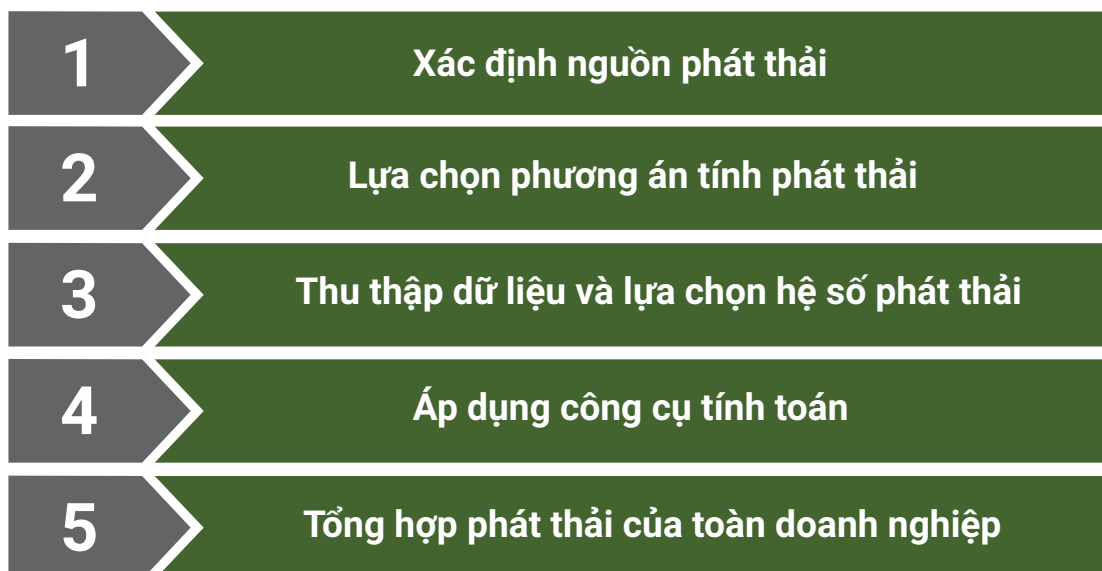 1
Xác định nguồn phát thải
2
Lựa chọn phương án tính phát thải
3
Thu thập dữ liệu và lựa chọn hệ số phát thải
4
Áp dụng công cụ tính toán
5
Tổng hợp phát thải của toàn doanh nghiệp